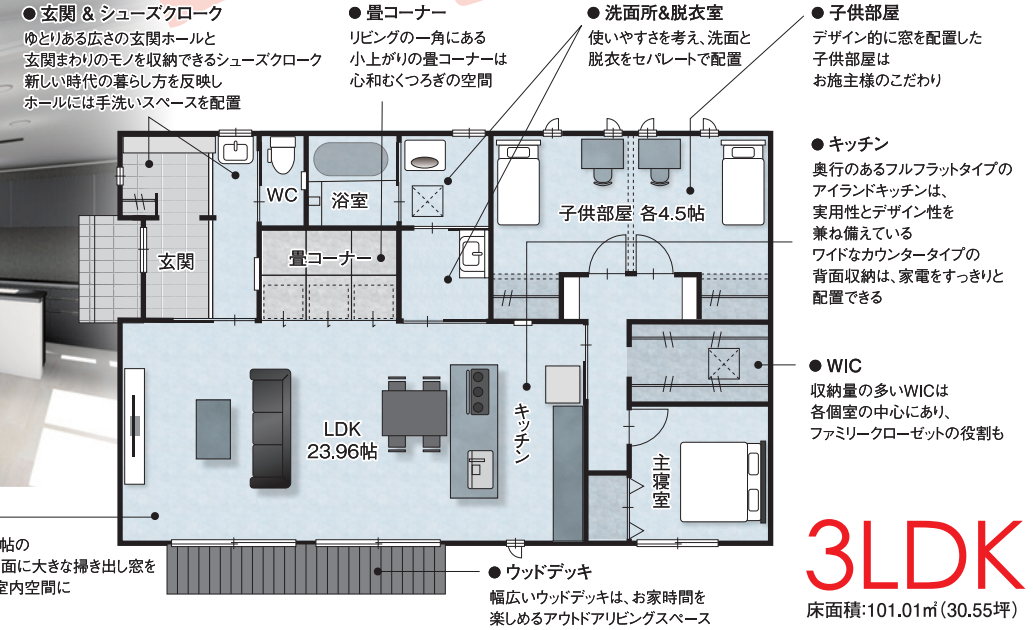 ● 玄関 & シューズクローク
ゆとりある広さの玄関ホールと
玄関まわりのモノを収納できるシューズクローク
新しい時代の暮らし方を反映し
ホールには手洗いスペースを配置
● 畳コーナー
リビングの一角にある
小上がりの畳コーナーは
心和むくつろぎの空間
● 洗面所&脱衣室
使いやすさを考え、洗面と
脱衣をセパレートで配置
● 子供部屋
デザイン的に窓を配置した
子供部屋は
お施主様のこだわり
● キッチン
奥行のあるフルフラットタイプの
アイランドキッチンは、
実用性とデザイン性を
兼ね備えている
ワイドなカウンタータイプの
背面収納は、家電をすっきりと
配置できる
● WIC
収納量の多いWICは
各個室の中心にあり、
ファミリークローゼットの役割も
WC
浴室
子供部屋 各4.5帖
玄関
畳コーナー
LDK
23.96帖
キッチン
主寝室
帖の
面に大きな掃き出し窓を
室内空間に
● ウッドデッキ
幅広いウッドデッキは、お家時間を
楽しめるアウトドアリビングスペース
3LDK
床面積:101.01㎡(30.55坪)